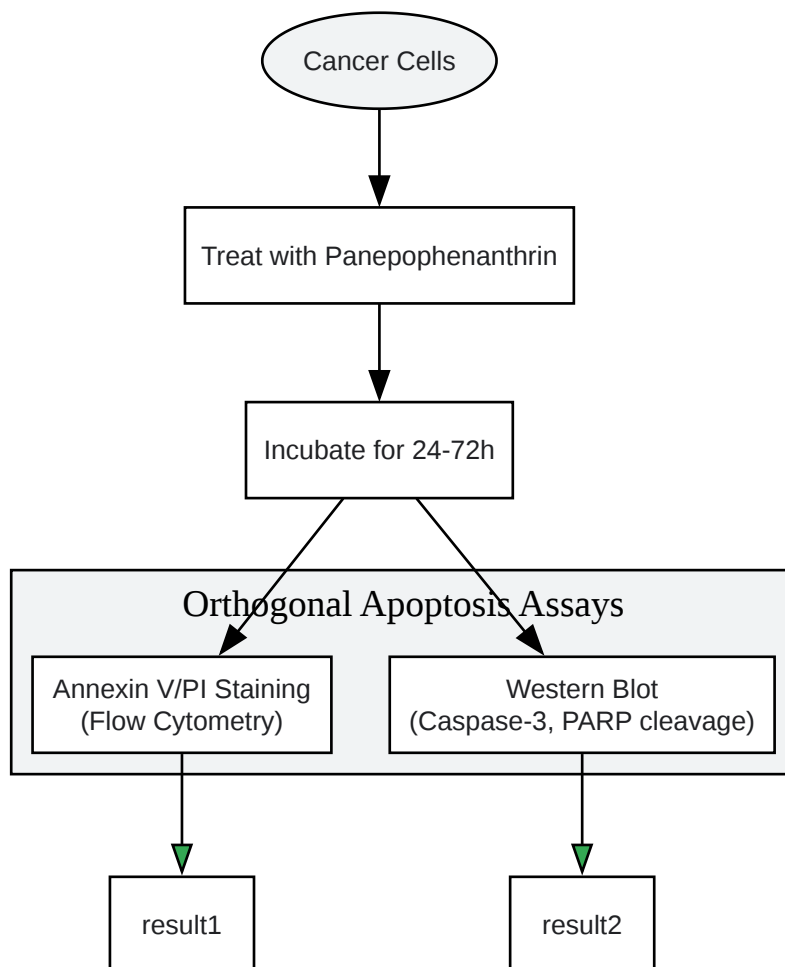 Cancer Cells
Treat with Panepophenanthrin
Incubate for 24-72h
Orthogonal Apoptosis Assays
Annexin V/PI Staining
(Flow Cytometry)
Western Blot
(Caspase-3, PARP cleavage)
result1
result2